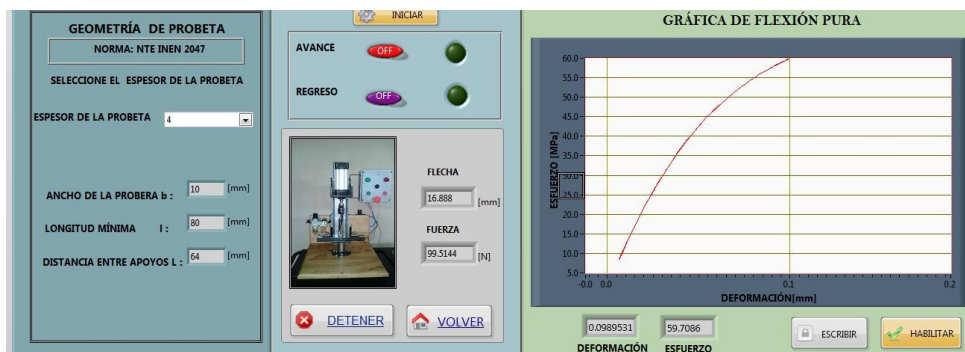 GEOMETRÍA DE PROBETA
NORMA: NTE INEN 2047
SELECCIONE EL ESPESOR DE LA PROBETA
ESPESOR DE LA PROBETA 4
ANCHO DE LA PROBERA b : 10 [mm]
LONGITUD MÍNIMA l : 80 [mm]
DISTANCIA ENTRE APOYOS L : 64 [mm]
INICIAR
AVANCE OFF
REGRESO OFF
FLECHA
16.888 [mm]
FUERZA
99.5144 [N]
DETENER
VOLVER
GRÁFICA DE FLEXIÓN PURA
ESFUERZO [MPa]
60.0
55.0
50.0
45.0
40.0
35.0
30.0
25.0
20.0
15.0
10.0
5.0
-0.0 0.0 0.1 0.2
DEFORMACIÓN[mm]
0.0989531 59.7086
DEFORMACIÓN ESFUERZO
ESCRIBIR
HABILITAR